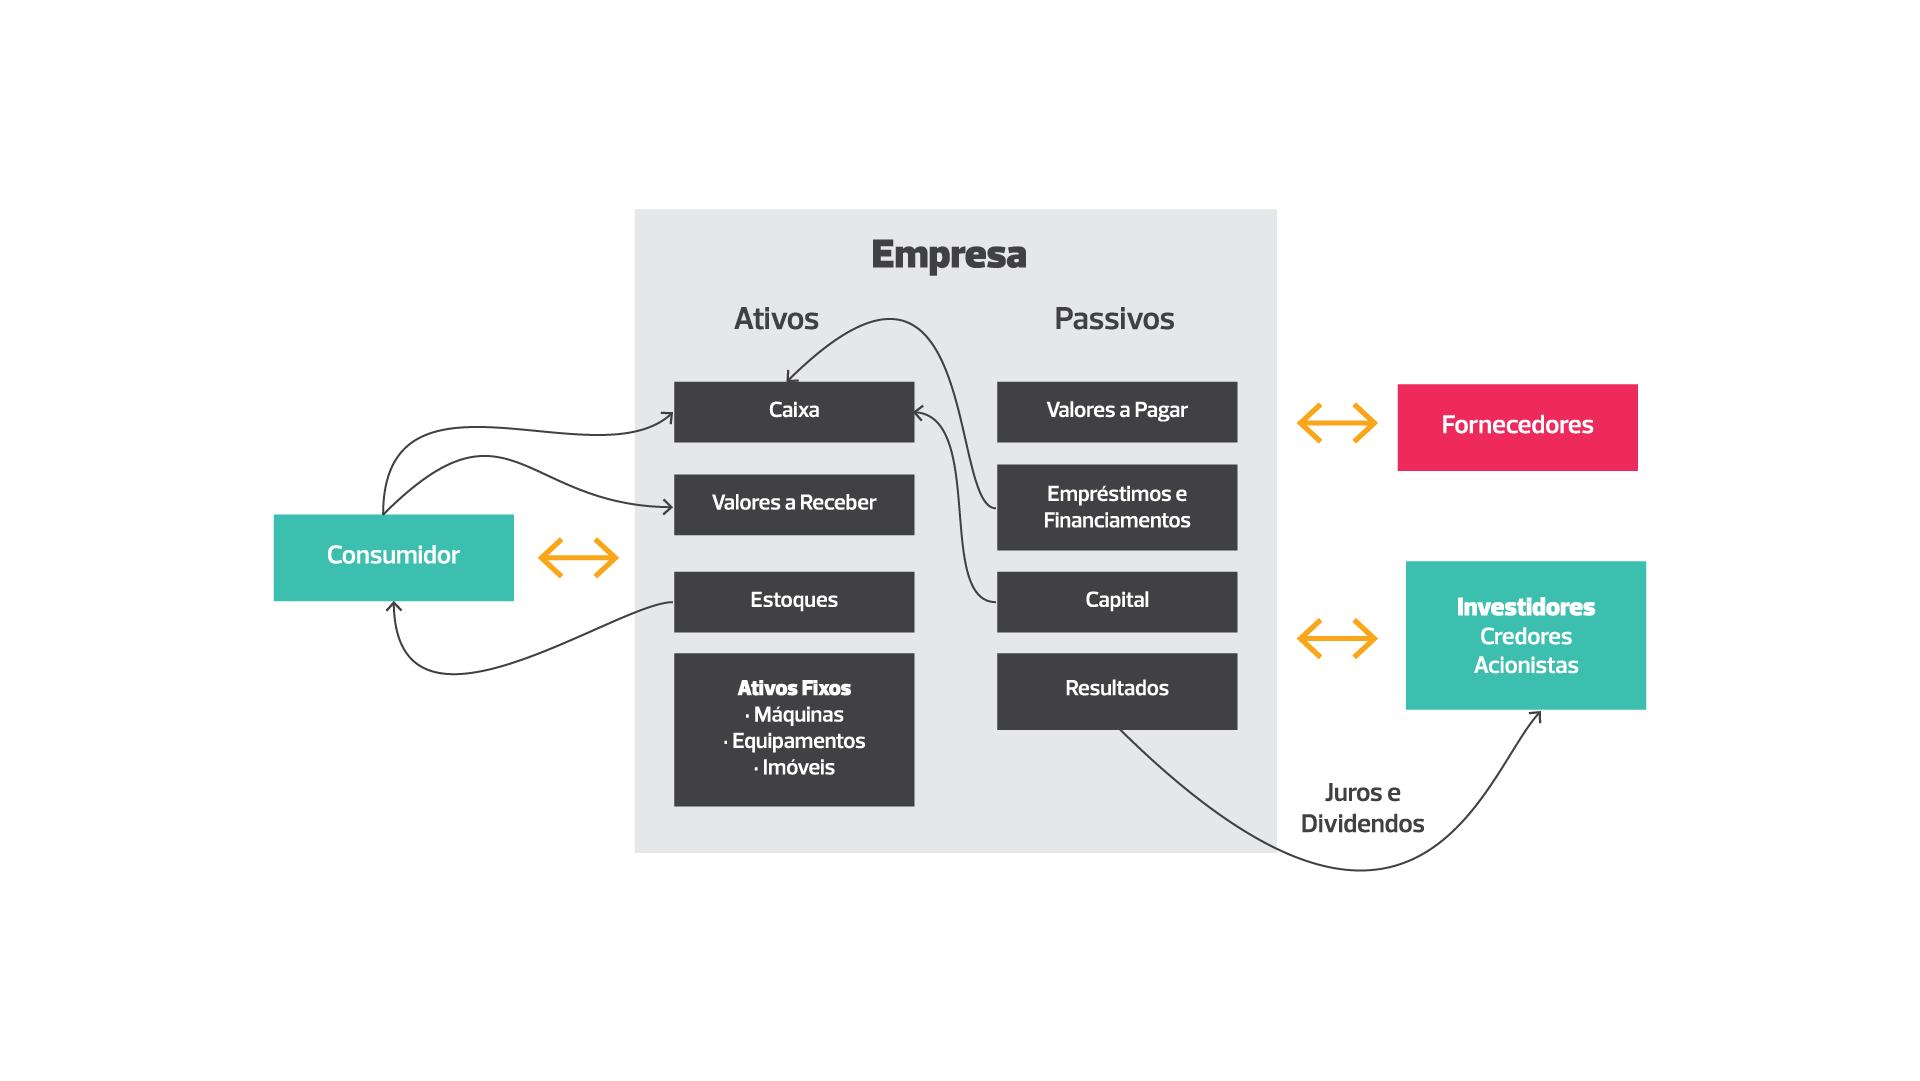 Empresa
Ativos
Passivos
Caixa
Valores a Receber
Estoques
Ativos Fixos
· Máquinas
· Equipamentos
· Imóveis
Valores a Pagar
Empréstimos e
Financiamentos
Capital
Resultados
Consumidor
Fornecedores
Investidores
Credores
Acionistas
Juros e
Dividendos